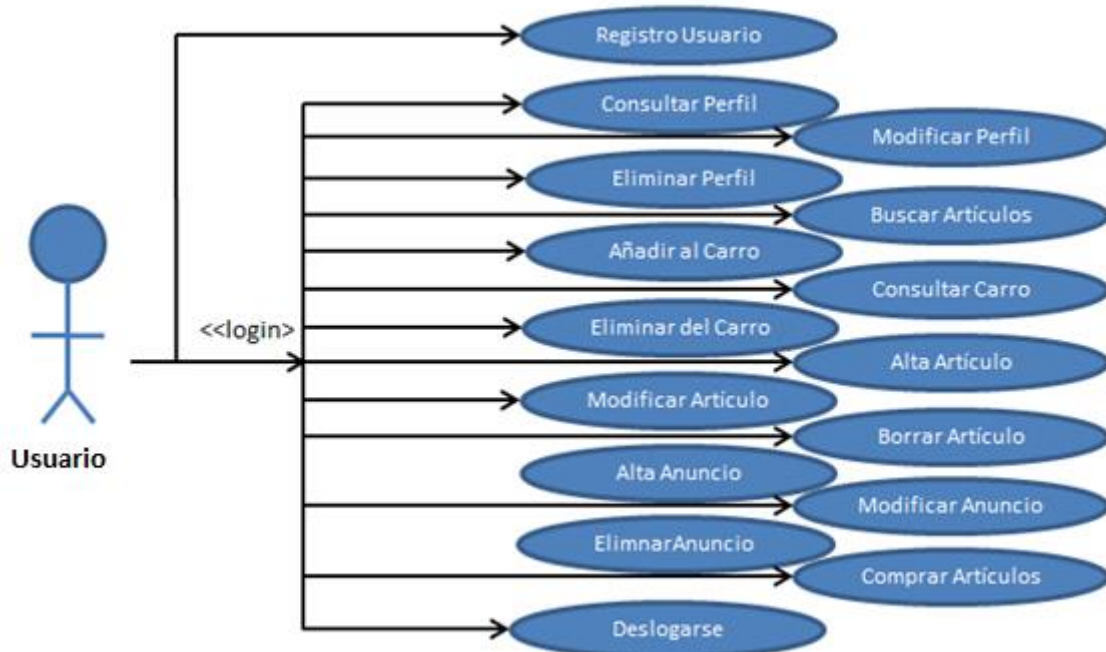 Registro Usuario
Consultar Perfil
Modificar Perfil
Eliminar Perfil
Buscar Artículos
Añadir al Carro
Consultar Carro
Eliminar del Carro
<<login>
Alta Artículo
Modificar Artículo
Borrar Artículo
Usuario
Alta Anuncio
Modificar Anuncio
ElimnarAnuncio
Comprar Artículos
Deslogarse